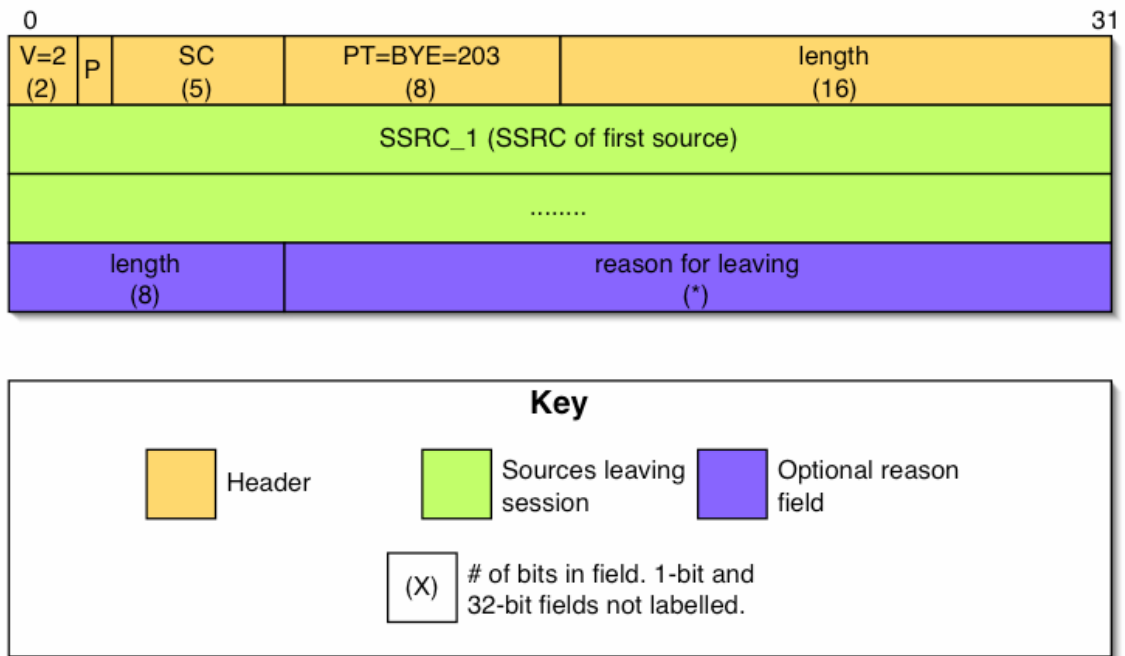 0 31
V=2 P SC PT=BYE=203 length
(2) (5) (8) (16)
SSRC_1 (SSRC of first source)
........
length reason for leaving
(8) (*)
Key
Header
Sources leaving
session
Optional reason
field
(X)
# of bits in field. 1-bit and
32-bit fields not labelled.